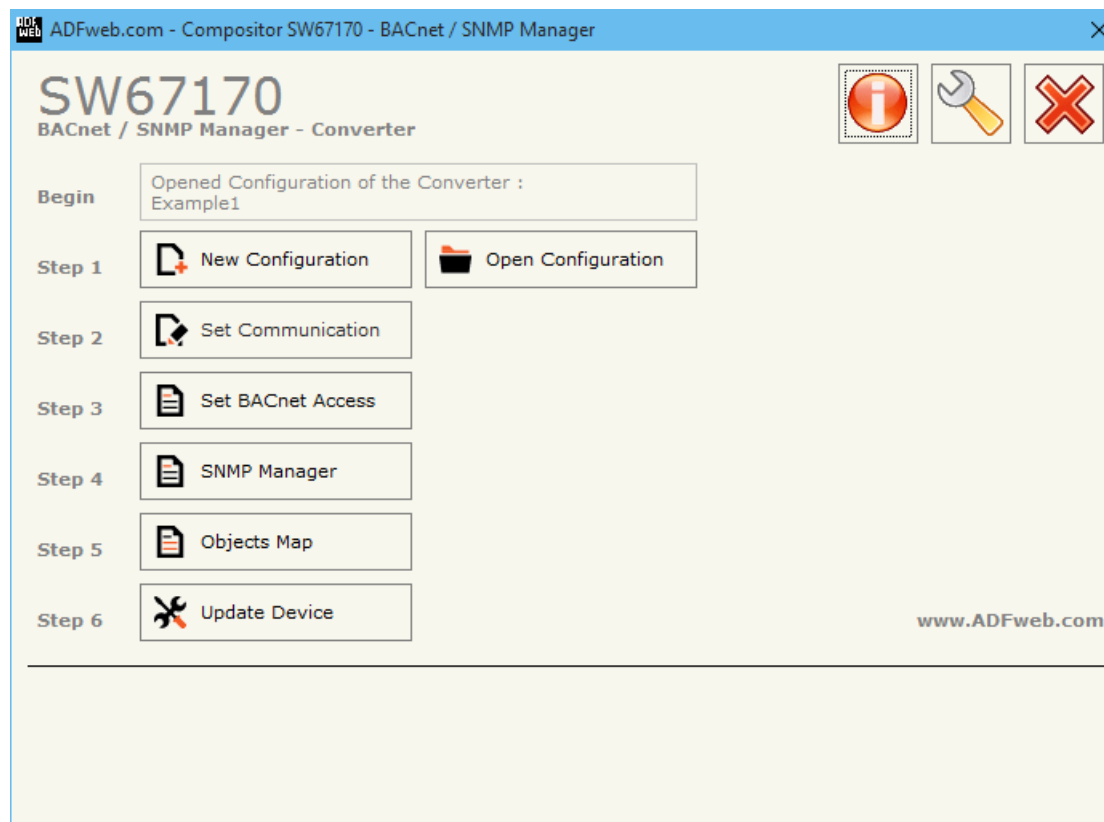 ADF
WEB
ADFweb.com - Compositor SW67170 - BACnet / SNMP Manager
SW67170
BACnet / SNMP Manager - Converter
Begin
Opened Configuration of the Converter :
Example1
Step 1
New Configuration
Open Configuration
Step 2
Set Communication
Step 3
Set BACnet Access
Step 4
SNMP Manager
Step 5
Objects Map
Step 6
Update Device
www.ADFweb.com